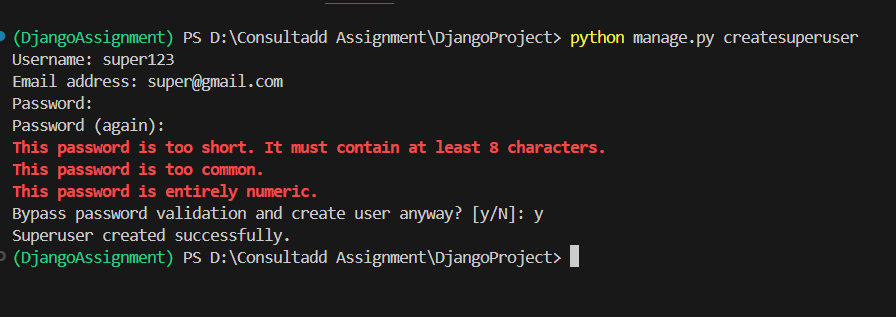 (DjangoAssignment) PS D:\Consultadd Assignment\DjangoProject> python manage.py createsuperuser
Username: super123
Email address: super@gmail.com
Password:
Password (again):
This password is too short. It must contain at least 8 characters.
This password is too common.
This password is entirely numeric.
Bypass password validation and create user anyway? [y/N]: y
Superuser created successfully.
(DjangoAssignment) PS D:\Consultadd Assignment\DjangoProject>